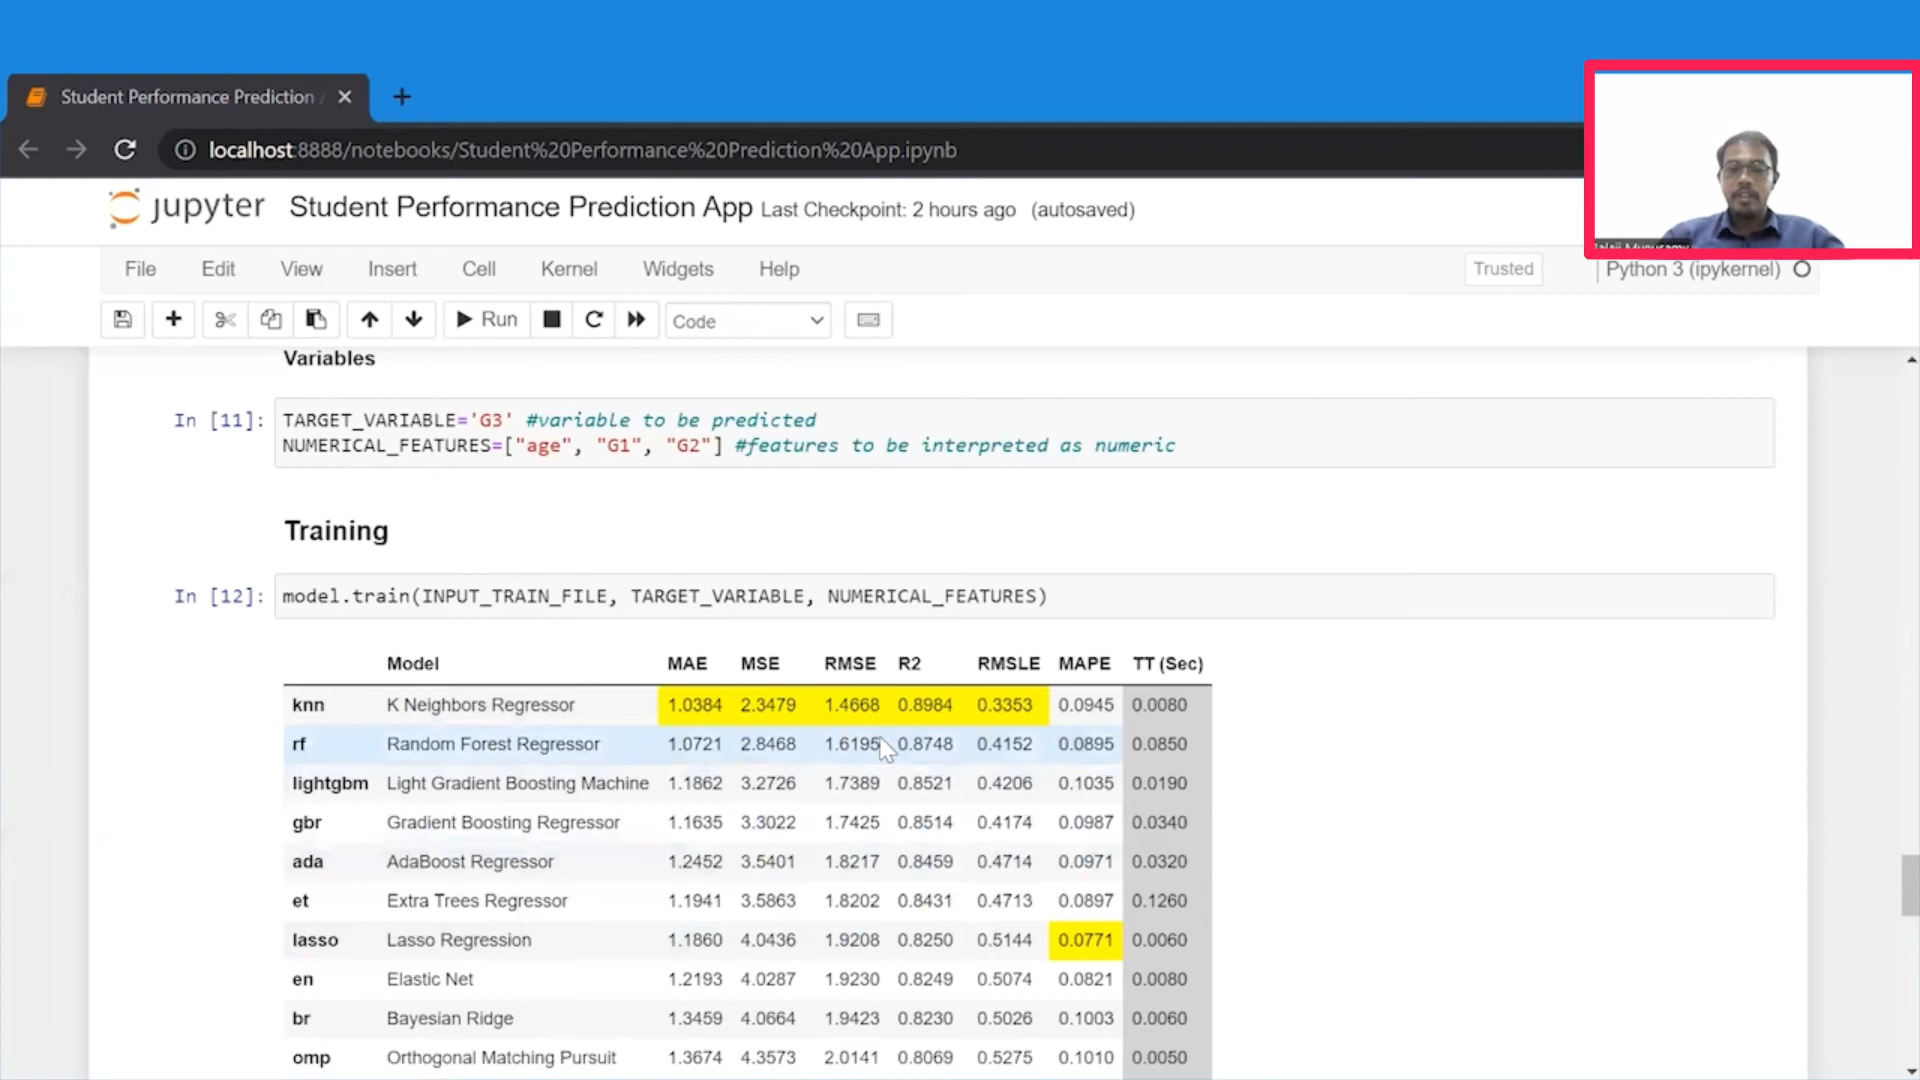 Student Performance Prediction
localhost:8888/notebooks/Student%20Performance%20Prediction%20App.ipynb
jupyter Student Performance Prediction App Last Checkpoint: 2 hours ago (autosaved)
File Edit View Insert Cell Kernel Widgets Help Trusted Python 3 (ipykernel)
Run Code
Variables
In [11]: TARGET_VARIABLE='G3' #variable to be predicted
NUMERICAL_FEATURES=["age", "G1", "G2"] #features to be interpreted as numeric
Training
In [12]: model.train(INPUT_TRAIN_FILE, TARGET_VARIABLE, NUMERICAL_FEATURES)
Model MAE MSE RMSE R2 RMSLE MAPE TT (Sec)
knn K Neighbors Regressor 1.0384 2.3479 1.4668 0.8984 0.3353 0.0945 0.0080
rf Random Forest Regressor 1.0721 2.8468 1.6195 0.8748 0.4152 0.0895 0.0850
lightgbm Light Gradient Boosting Machine 1.1862 3.2726 1.7389 0.8521 0.4206 0.1035 0.0190
gbr Gradient Boosting Regressor 1.1635 3.3022 1.7425 0.8514 0.4174 0.0987 0.0340
ada AdaBoost Regressor 1.2452 3.5401 1.8217 0.8459 0.4714 0.0971 0.0320
et Extra Trees Regressor 1.1941 3.5863 1.8202 0.8431 0.4713 0.0897 0.1260
lasso Lasso Regression 1.1860 4.0436 1.9208 0.8250 0.5144 0.0771 0.0060
en Elastic Net 1.2193 4.0287 1.9230 0.8249 0.5074 0.0821 0.0080
br Bayesian Ridge 1.3459 4.0664 1.9423 0.8230 0.5026 0.1003 0.0060
omp Orthogonal Matching Pursuit 1.3674 4.3573 2.0141 0.8069 0.5275 0.1010 0.0050